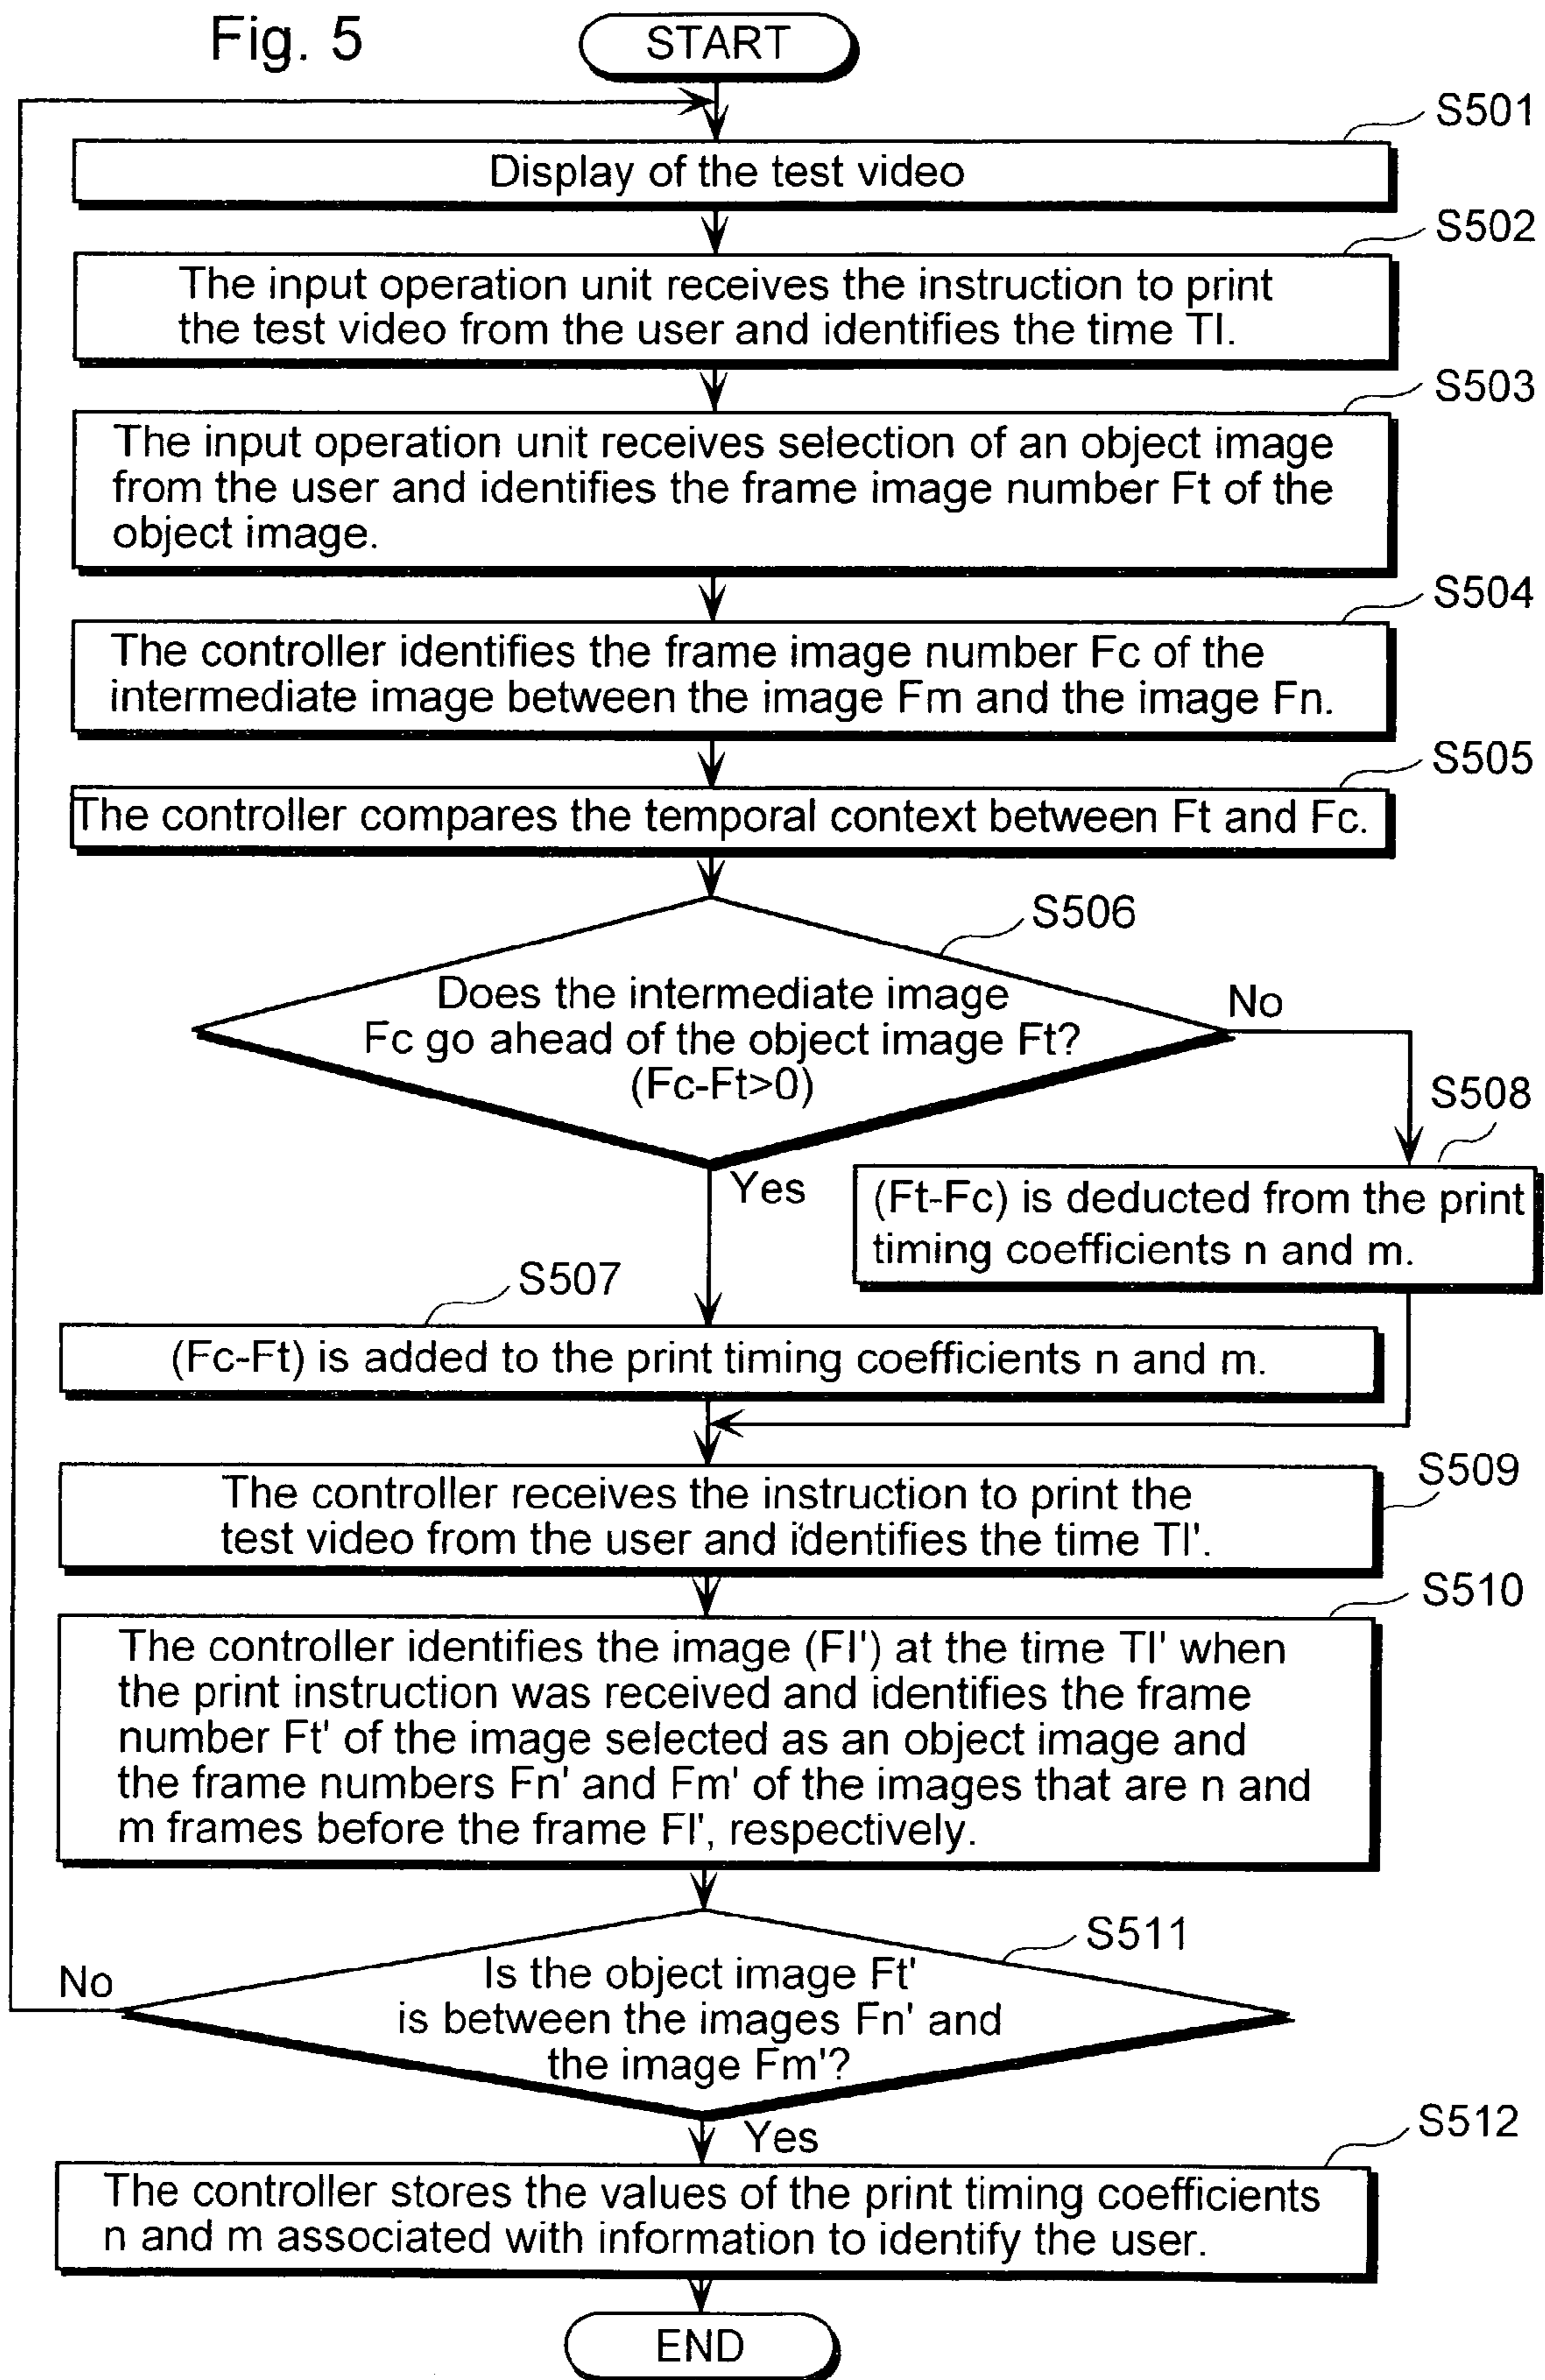 Fig. 5
START
S501
Display of the test video
S502
The input operation unit receives the instruction to print
the test video from the user and identifies the time TI.
S503
The input operation unit receives selection of an object image
from the user and identifies the frame image number Ft of the
object image.
S504
The controller identifies the frame image number Fc of the
intermediate image between the image Fm and the image Fn.
S505
The controller compares the temporal context between Ft and Fc.
S506
Does the intermediate image
Fc go ahead of the object image Ft?
(Fc-Ft>0)
No
Yes
S508
(Ft-Fc) is deducted from the print
timing coefficients n and m.
S507
(Fc-Ft) is added to the print timing coefficients n and m.
S509
The controller receives the instruction to print the
test video from the user and identifies the time TI'.
S510
The controller identifies the image (FI') at the time TI' when
the print instruction was received and identifies the frame
number Ft' of the image selected as an object image and
the frame numbers Fn' and Fm' of the images that are n and
m frames before the frame FI', respectively.
S511
Is the object image Ft'
is between the images Fn' and
the image Fm'?
No
Yes
S512
The controller stores the values of the print timing coefficients
n and m associated with information to identify the user.
END